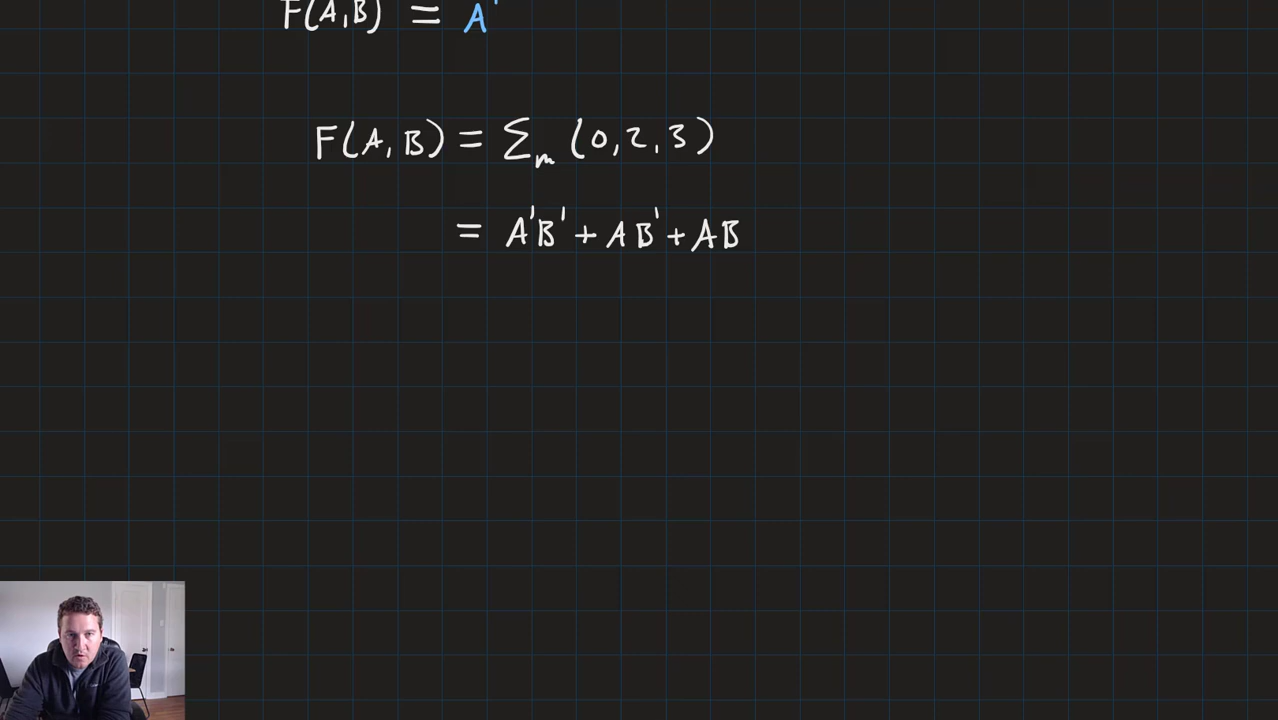 F(A,B) = A'
F(A,B) = Σm (0,2,3)
= A'B' + AB' + AB